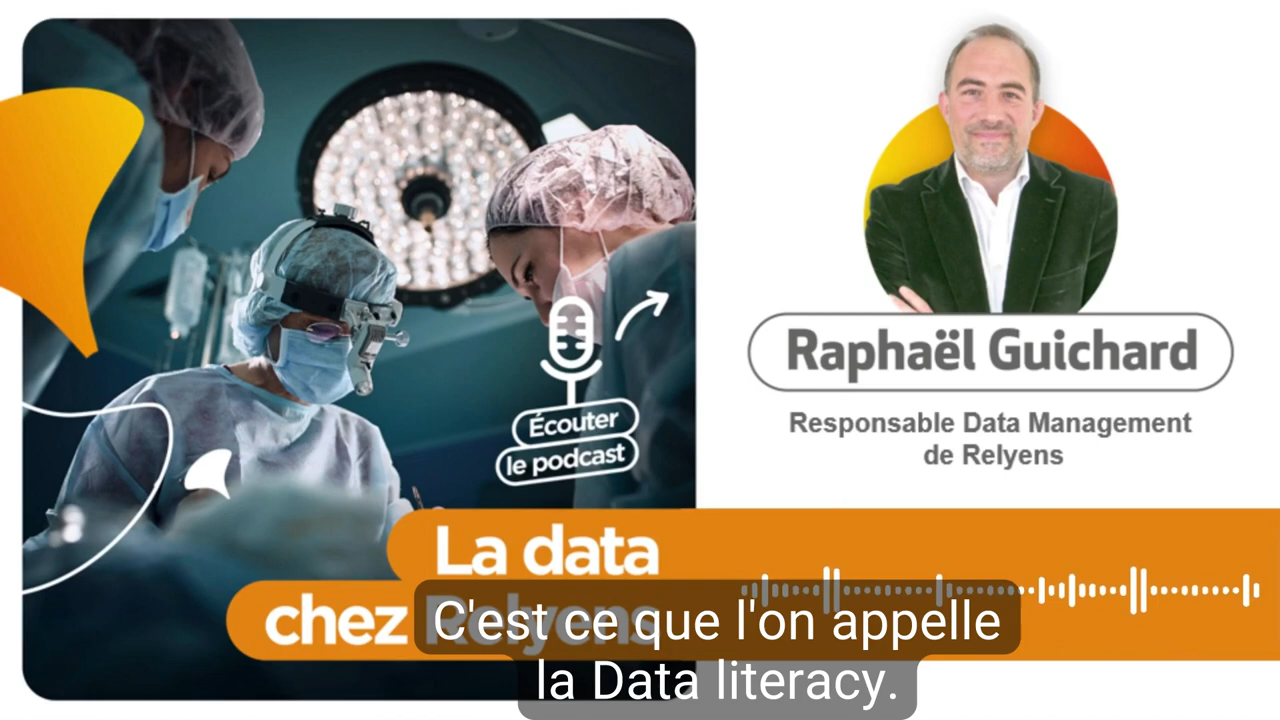 Écouter
le podcast
Raphaël Guichard
Responsable Data Management
de Relyens
La data
chez Relyens
C'est ce que l'on appelle
la Data literacy.